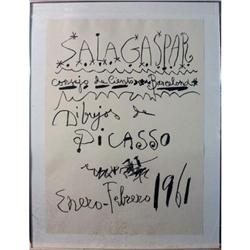 SALA GASPAR
consejo de Ciento Barcelona
Dibujos de
PICASSO
Enero-Febrero 1961